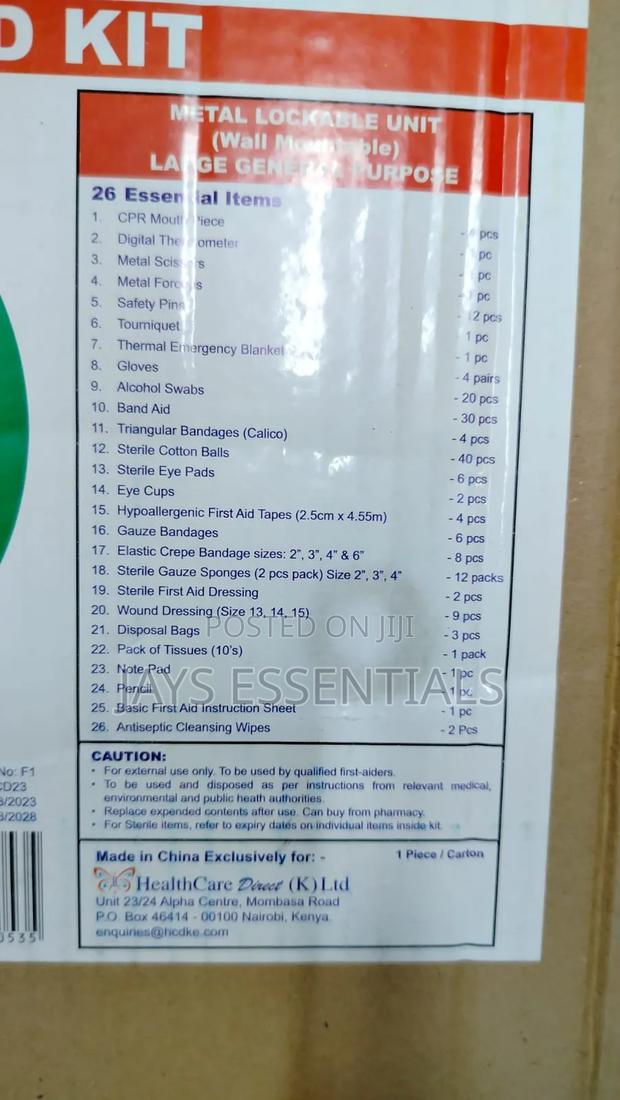 D KIT
METAL LOCKABLE UNIT
(Wall Mountable)
LARGE GENERAL PURPOSE
26 Essential Items
1. CPR Mouth Piece - pcs
2. Digital Thermometer - pc
3. Metal Scissors - pc
4. Metal Forceps - pc
5. Safety Pins - 12 pcs
6. Tourniquet 1 pc
7. Thermal Emergency Blanket - 1 pc
8. Gloves - 4 pairs
9. Alcohol Swabs - 20 pcs
10. Band Aid - 30 pcs
11. Triangular Bandages (Calico) - 4 pcs
12. Sterile Cotton Balls - 40 pcs
13. Sterile Eye Pads - 6 pcs
14. Eye Cups - 2 pcs
15. Hypoallergenic First Aid Tapes (2.5cm x 4.55m) - 4 pcs
16. Gauze Bandages - 6 pcs
17. Elastic Crepe Bandage sizes: 2", 3", 4" & 6" - 8 pcs
18. Sterile Gauze Sponges (2 pcs pack) Size 2", 3", 4" - 12 packs
19. Sterile First Aid Dressing - 2 pcs
20. Wound Dressing (Size 13, 14, 15) - 9 pcs
21. Disposal Bags - 3 pcs
22. Pack of Tissues (10's) - 1 pack
23. Note Pad - 1 pc
24. Pencil - 1 pc
25. Basic First Aid Instruction Sheet - 1 pc
26. Antiseptic Cleansing Wipes - 2 Pcs
POSTED ON JIJI
JAYS ESSENTIAES
CAUTION:
• For external use only. To be used by qualified first-aiders.
• To be used and disposed as per instructions from relevant medical,
environmental and public heath authorities.
• Replace expended contents after use. Can buy from pharmacy.
• For Sterile items, refer to expiry dates on individual items inside kit.
No: F1
CD23
8/2023
8/2028
0535
Made in China Exclusively for: - 1 Piece / Carton
HealthCare Direct (K) Ltd
Unit 23/24 Alpha Centre, Mombasa Road
P.O. Box 46414 - 00100 Nairobi, Kenya.
enquiries@hcdke.com